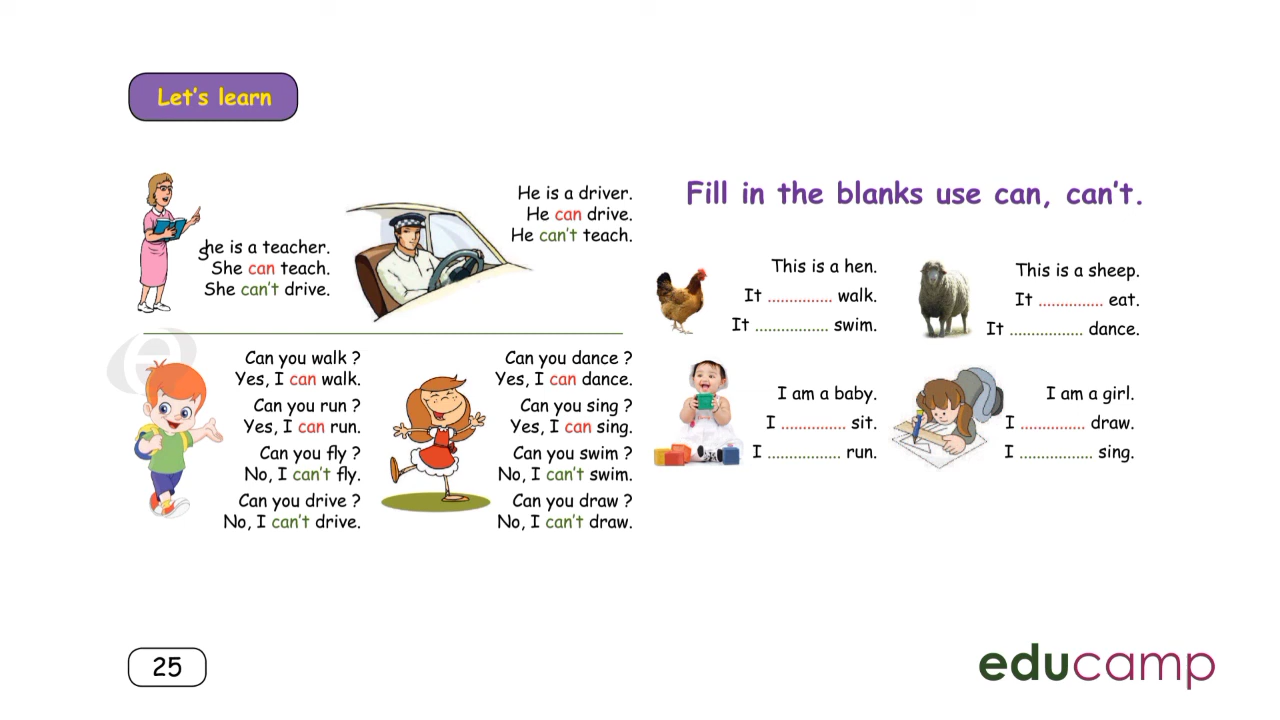 Let's learn
She is a teacher.
She can teach.
She can't drive.
He is a driver.
He can drive.
He can't teach.
Can you walk ?
Yes, I can walk.
Can you run ?
Yes, I can run.
Can you fly ?
No, I can't fly.
Can you drive ?
No, I can't drive.
Can you dance ?
Yes, I can dance.
Can you sing ?
Yes, I can sing.
Can you swim ?
No, I can't swim.
Can you draw ?
No, I can't draw.
Fill in the blanks use can, can't.
This is a hen.
It ............... walk.
It ................. swim.
This is a sheep.
It ............... eat.
It ................. dance.
I am a baby.
I ............... sit.
I ................. run.
I am a girl.
I ............... draw.
I ................. sing.
25
educamp